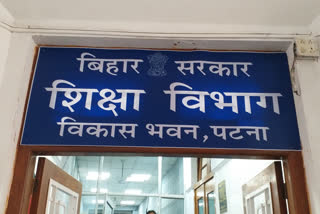 बिहार सरकार
शिक्षा विभाग
विकास भवन, पटना